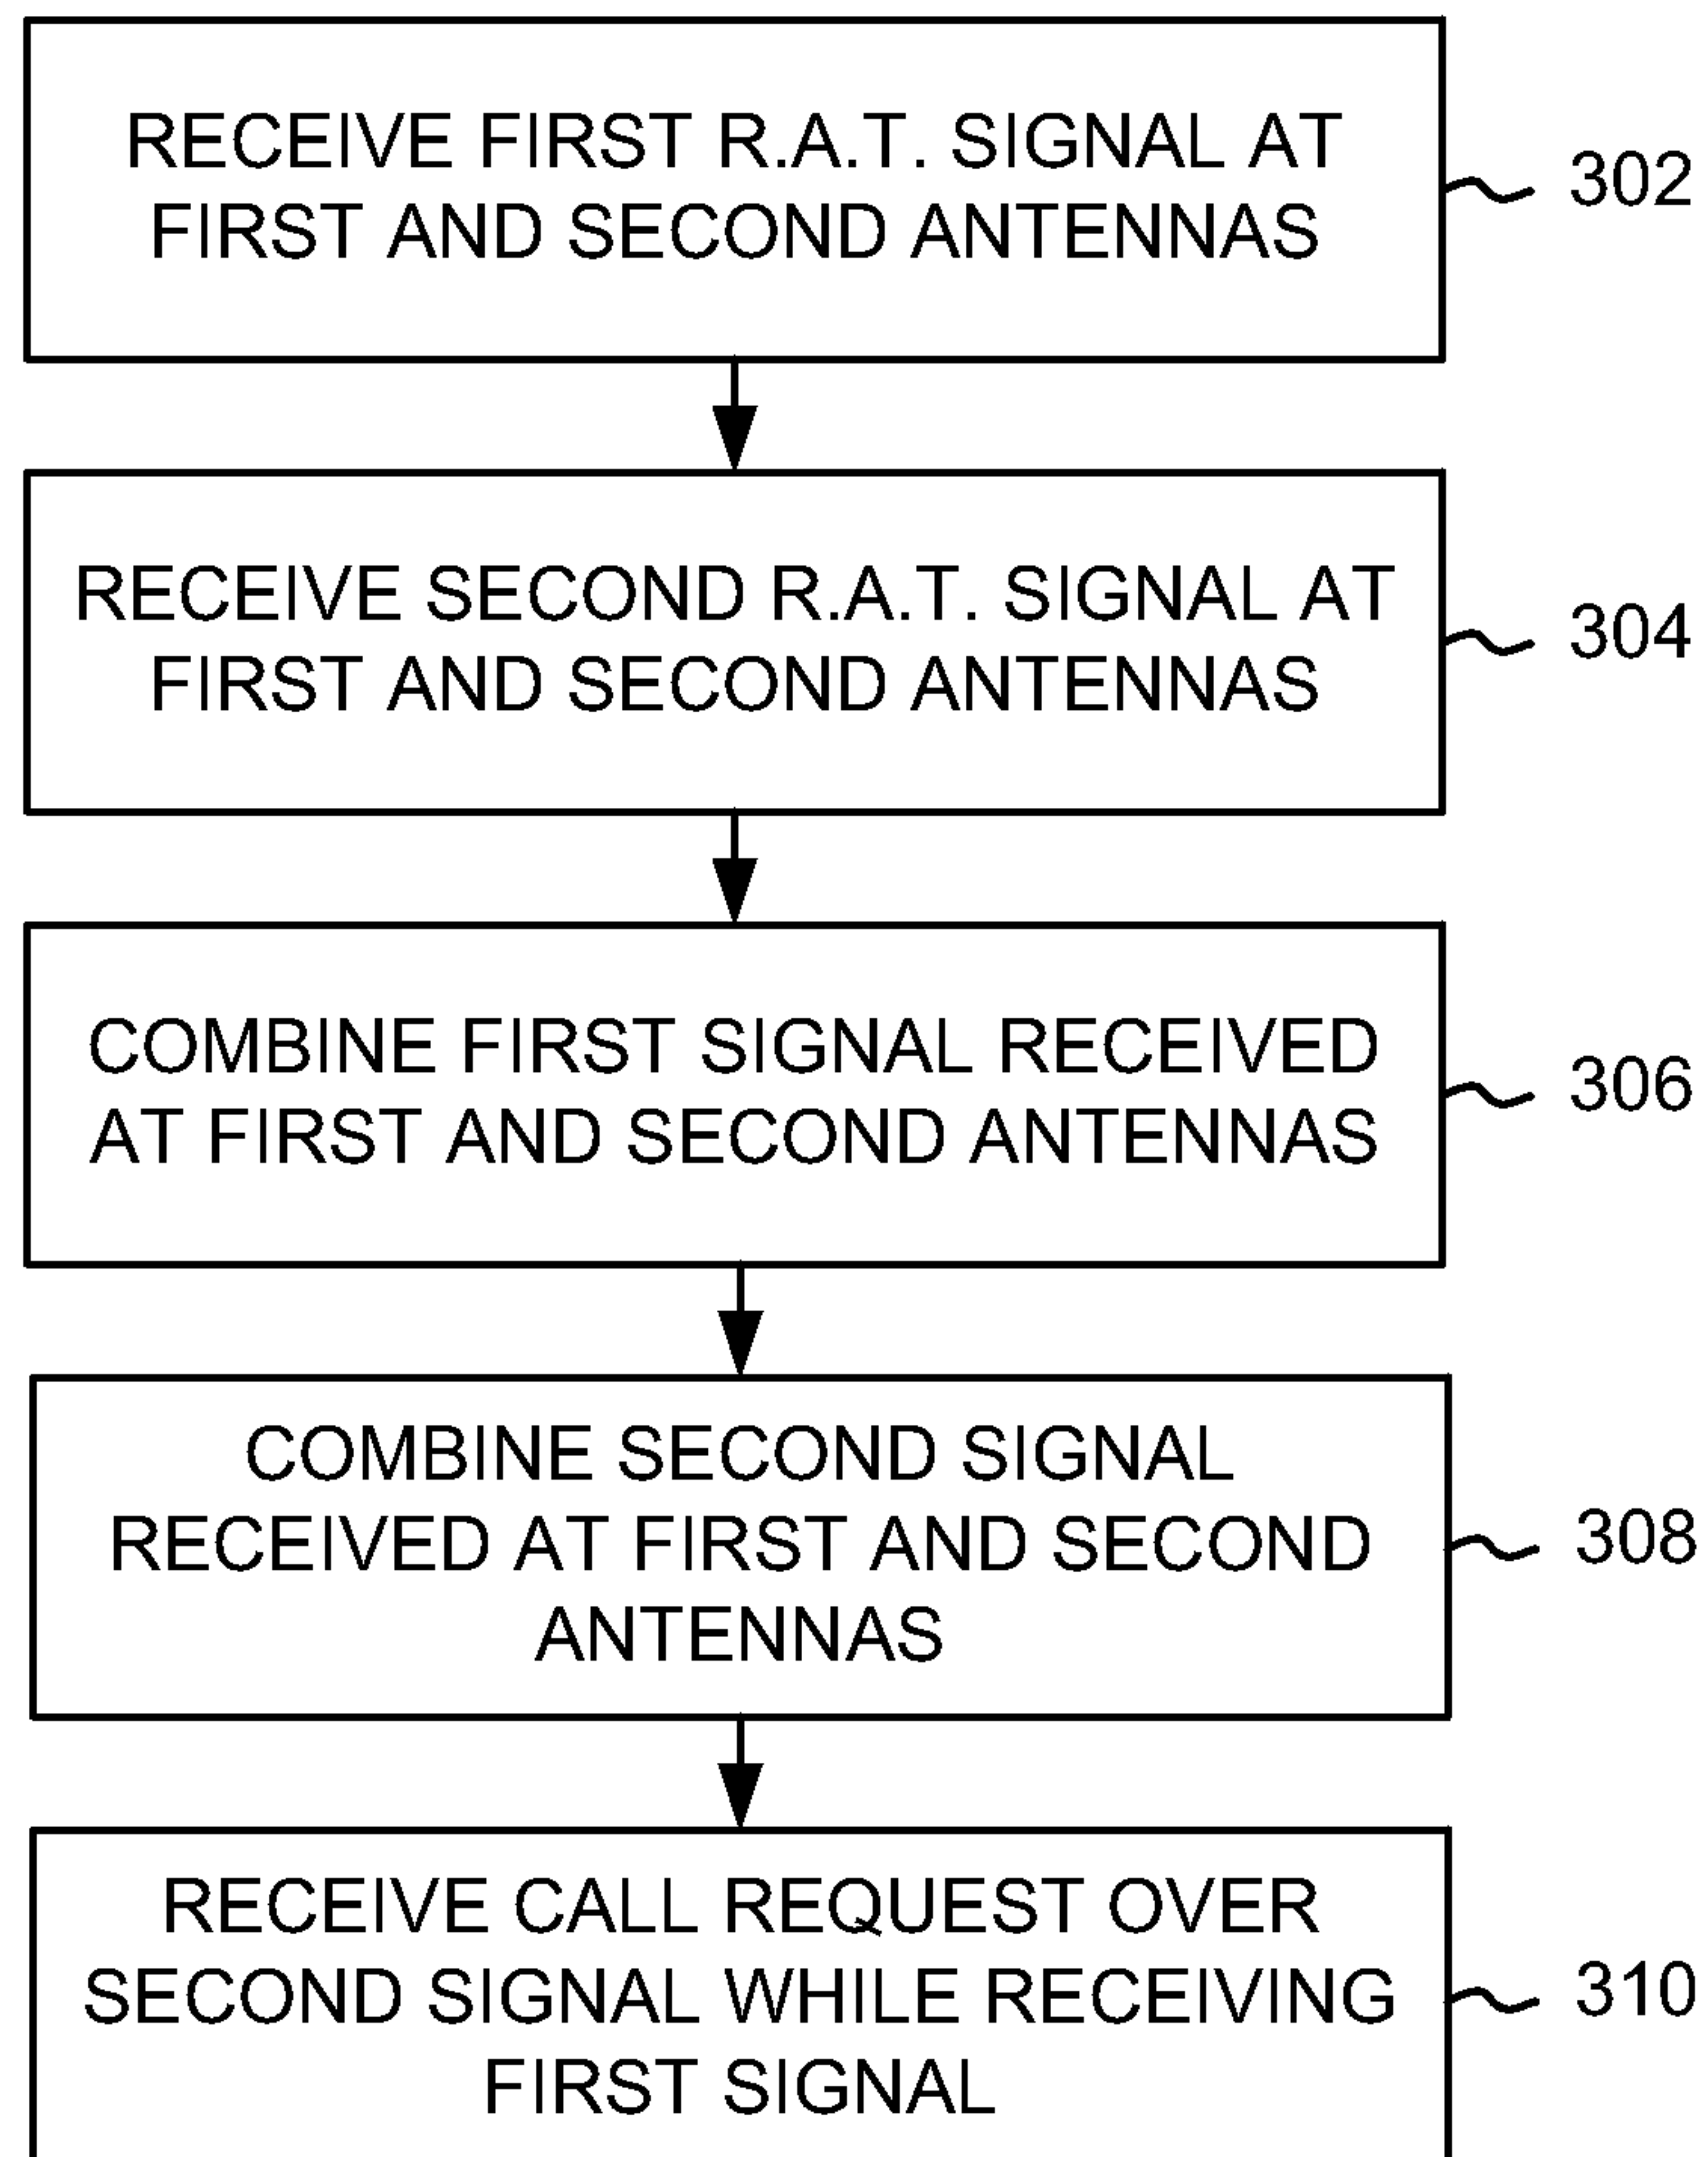 RECEIVE FIRST R.A.T. SIGNAL AT
FIRST AND SECOND ANTENNAS
302
RECEIVE SECOND R.A.T. SIGNAL AT
FIRST AND SECOND ANTENNAS
304
COMBINE FIRST SIGNAL RECEIVED
AT FIRST AND SECOND ANTENNAS
306
COMBINE SECOND SIGNAL
RECEIVED AT FIRST AND SECOND
ANTENNAS
308
RECEIVE CALL REQUEST OVER
SECOND SIGNAL WHILE RECEIVING
FIRST SIGNAL
310